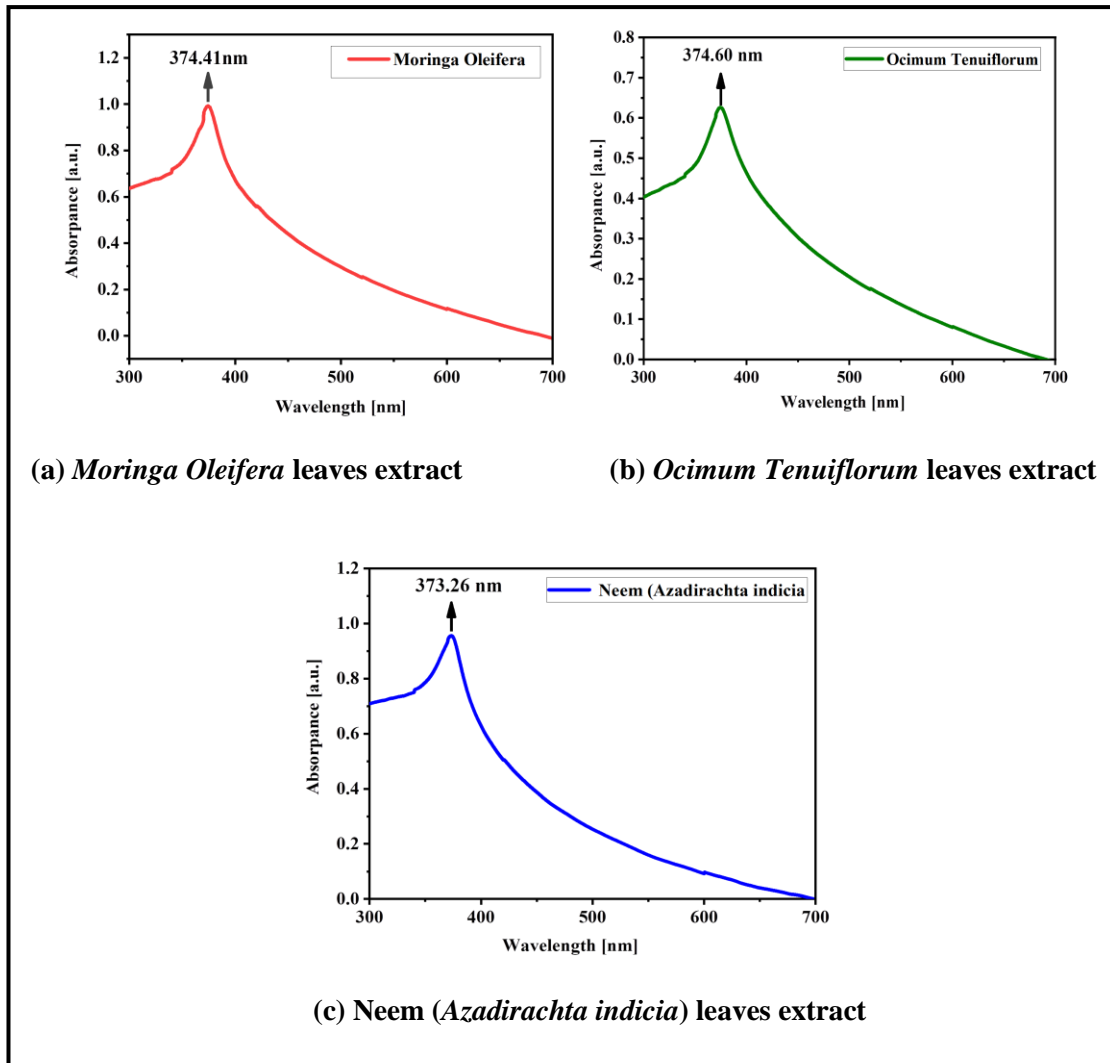 374.41nm
Moringa Oleifera
1.2
1.0
0.8
0.6
0.4
0.2
0.0
Absorpance [a.u.]
300 400 500 600 700
Wavelength [nm]
(a) Moringa Oleifera leaves extract
374.60 nm
Ocimum Tenuiflorum
0.8
0.7
0.6
0.5
0.4
0.3
0.2
0.1
0.0
Absorpance [a.u.]
300 400 500 600 700
Wavelength [nm]
(b) Ocimum Tenuiflorum leaves extract
373.26 nm
Neem (Azadirachta indicia
1.2
1.0
0.8
0.6
0.4
0.2
0.0
Absorpance [a.u.]
300 400 500 600 700
Wavelength [nm]
(c) Neem (Azadirachta indicia) leaves extract